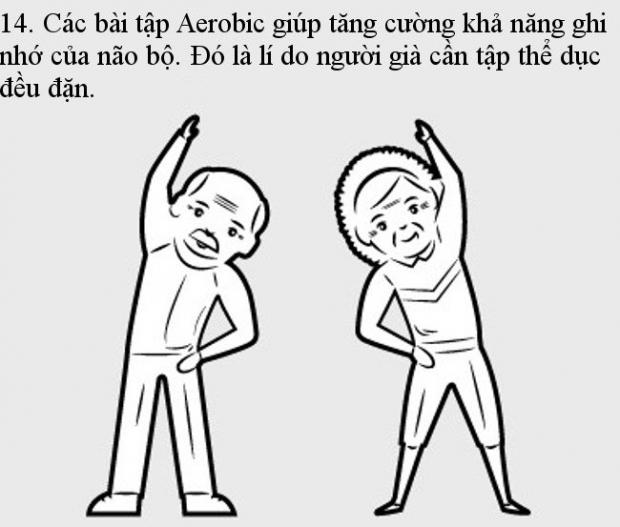 14. Các bài tập Aerobic giúp tăng cường khả năng ghi
nhớ của não bộ. Đó là lí do người già cần tập thể dục
đều đặn.